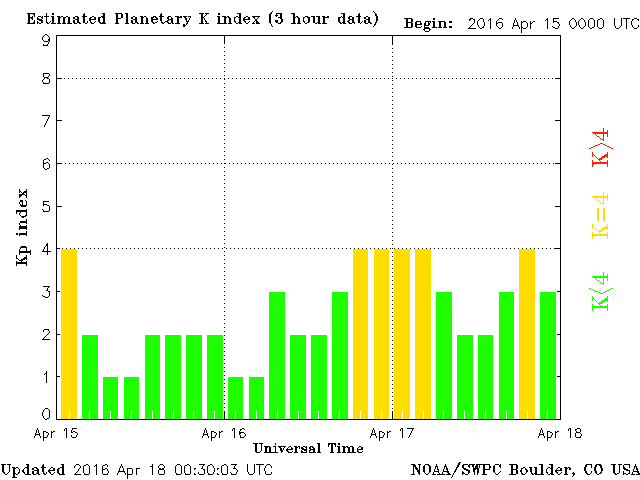 Estimated Planetary K index (3 hour data) Begin: 2016 Apr 15 0000 UTC
9
8
7
6
5
4
3
2
1
0
Kp index
K>4
K=4
K<4
Apr 15 Apr 16 Apr 17 Apr 18
Universal Time
Updated 2016 Apr 18 00:30:03 UTC NOAA/SWPC Boulder, CO USA